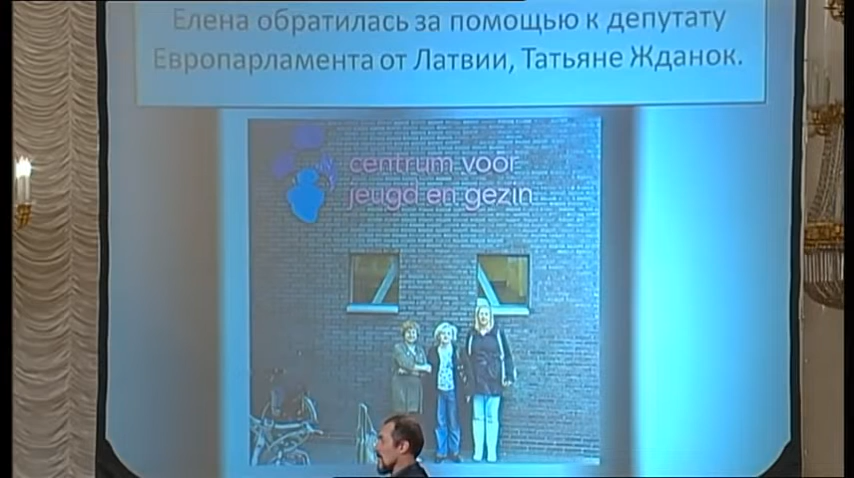 Елена обратилась за помощью к депутату
Европарламента от Латвии, Татьяне Жданок.
centrum voor
jeugd en gezin